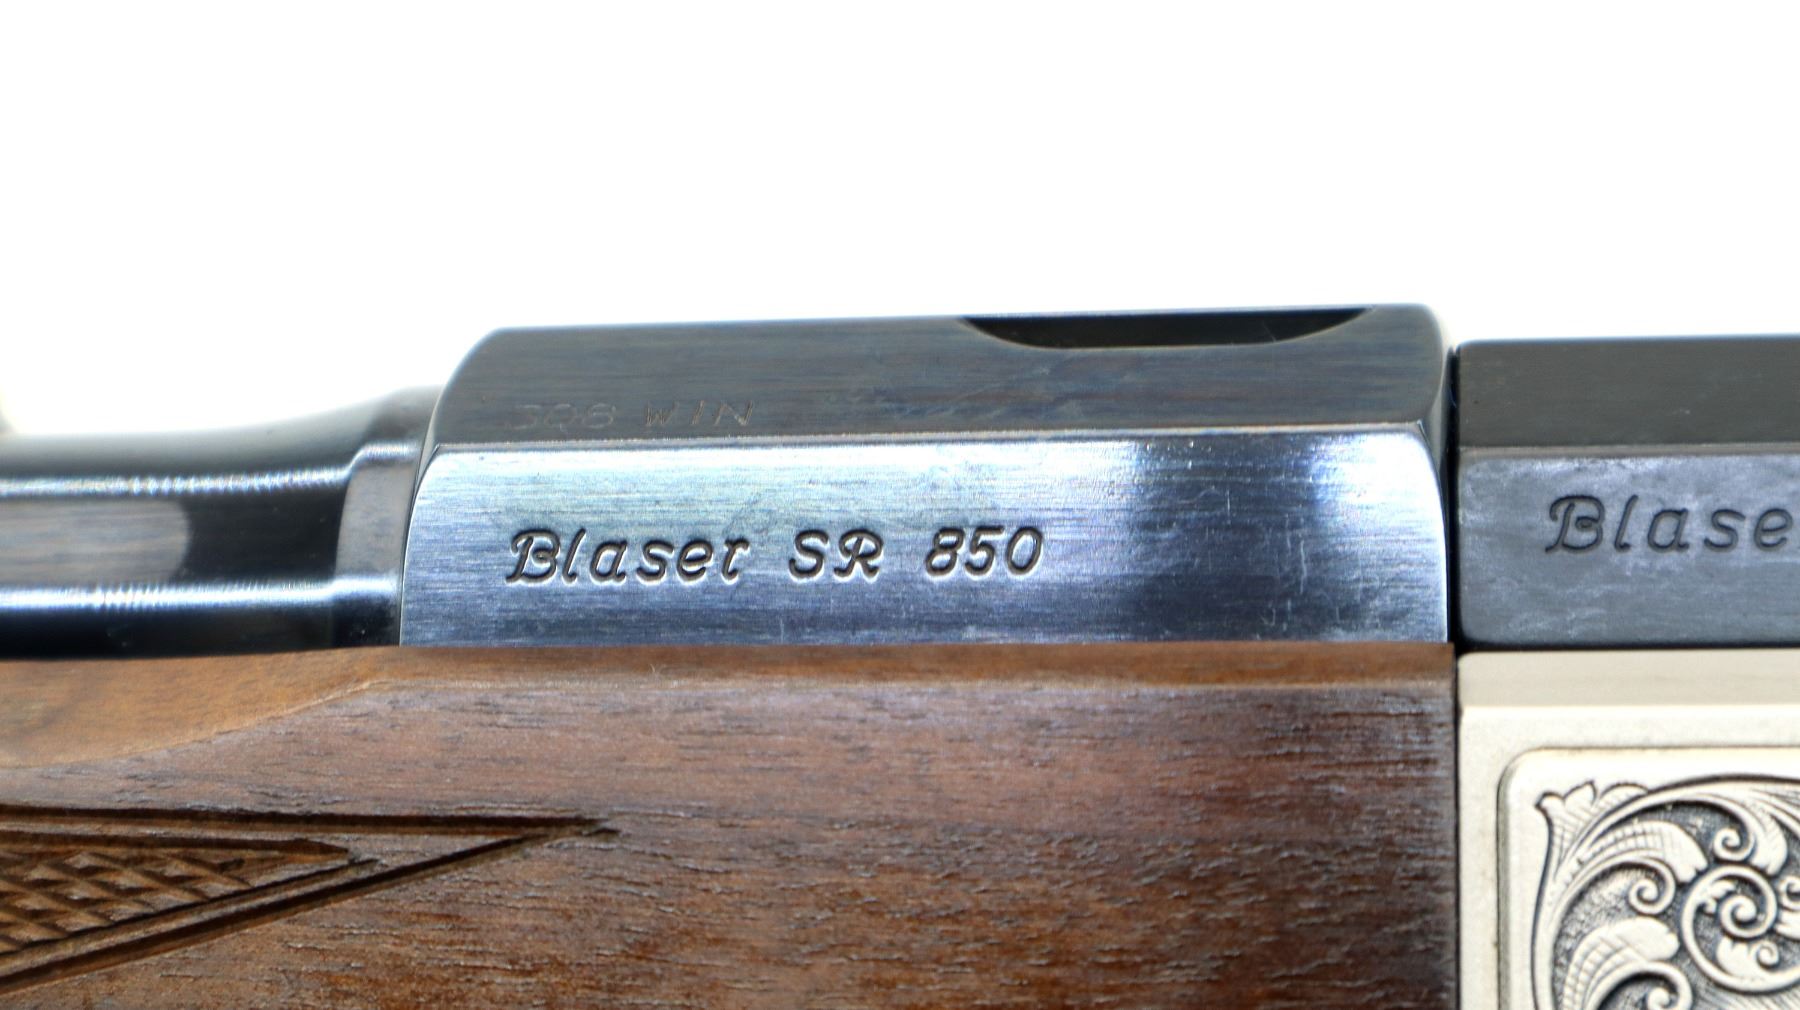 308 WIN
Blaser SR 850
Blase